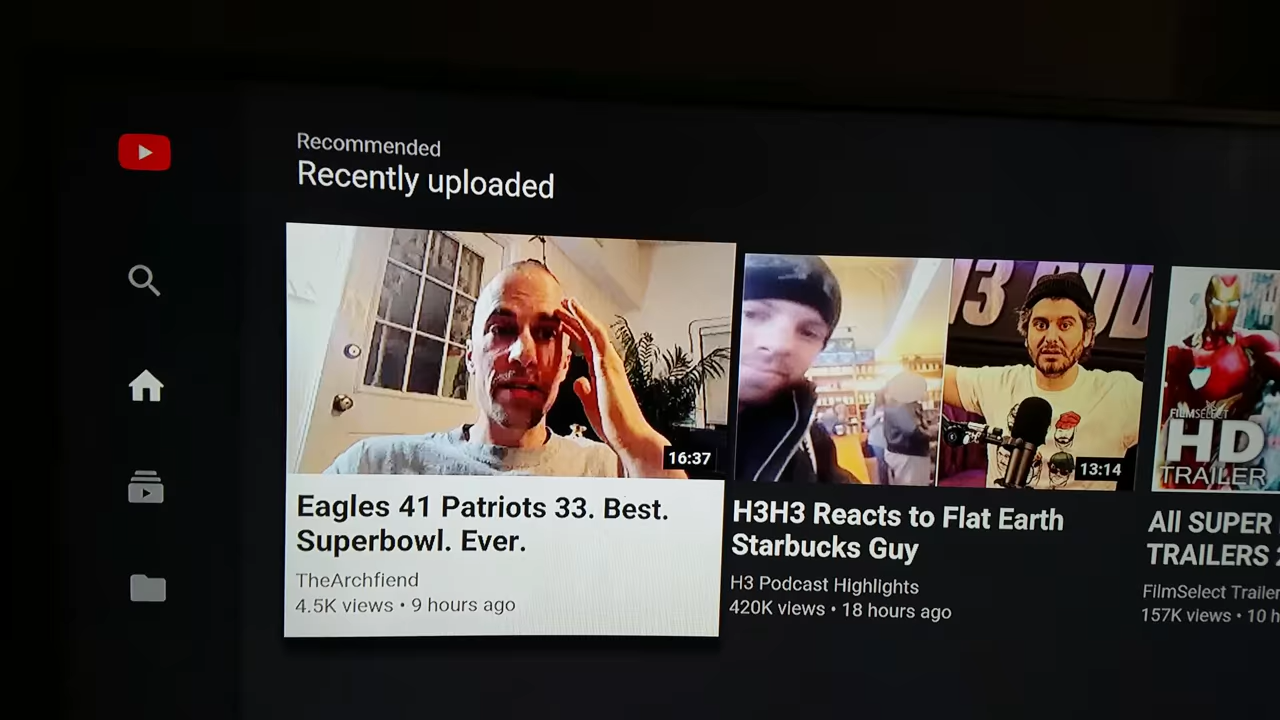 Recommended
Recently uploaded
16:37
13:14
FILMSELECT
HD
TRAILER
Eagles 41 Patriots 33. Best.
Superbowl. Ever.
TheArchfiend
4.5K views • 9 hours ago
H3H3 Reacts to Flat Earth
Starbucks Guy
H3 Podcast Highlights
420K views • 18 hours ago
All SUPER
TRAILERS
FilmSelect Trailer
157K views • 10 h